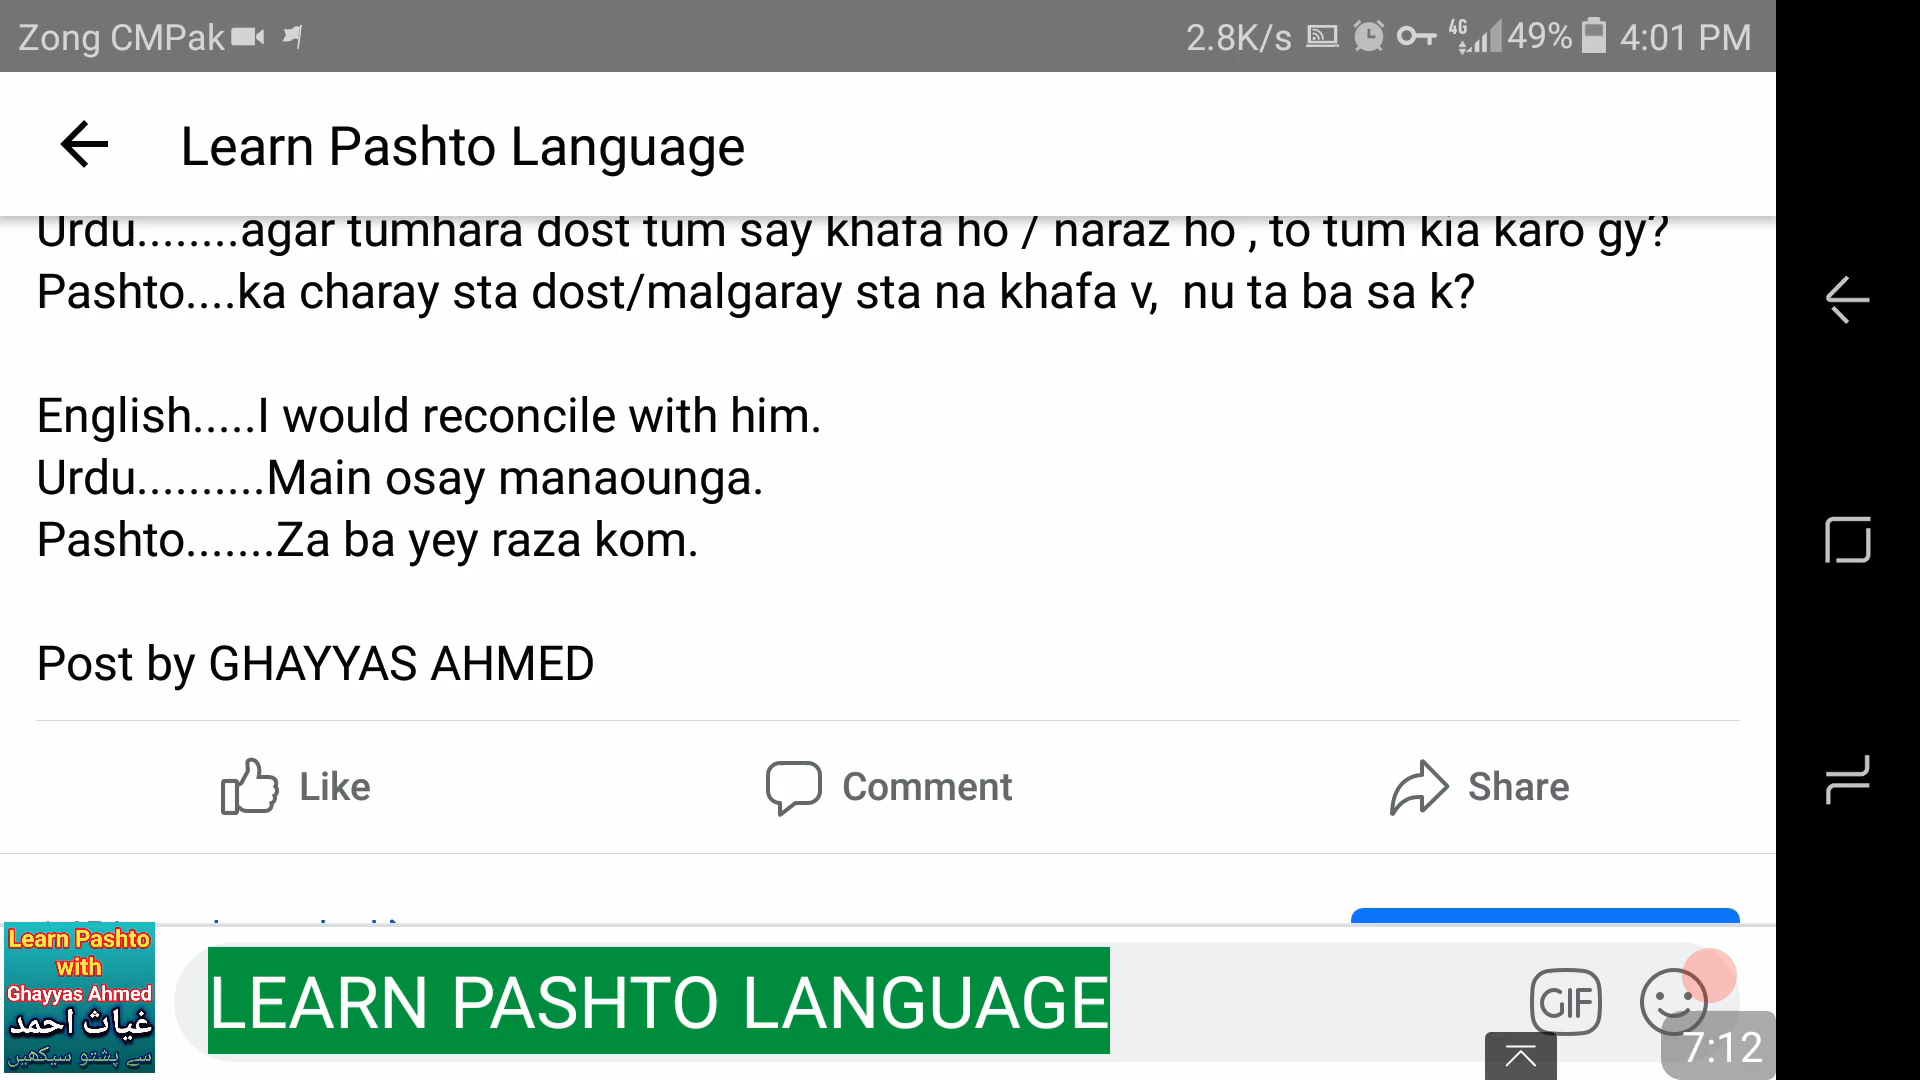 Zong CMPak 2.8K/s 4G 49% 4:01 PM
Learn Pashto Language
Urdu........agar tumhara dost tum say khafa ho / naraz ho , to tum kia karo gy?
Pashto....ka charay sta dost/malgaray sta na khafa v,  nu ta ba sa k?
English.....I would reconcile with him.
Urdu..........Main osay manaounga.
Pashto.......Za ba yey raza kom.
Post by GHAYYAS AHMED
Like Comment Share
Learn Pashto
with
Ghayyas Ahmed
غیاث احمد
سے پشتو سیکھیں
LEARN PASHTO LANGUAGE
GIF
7:12